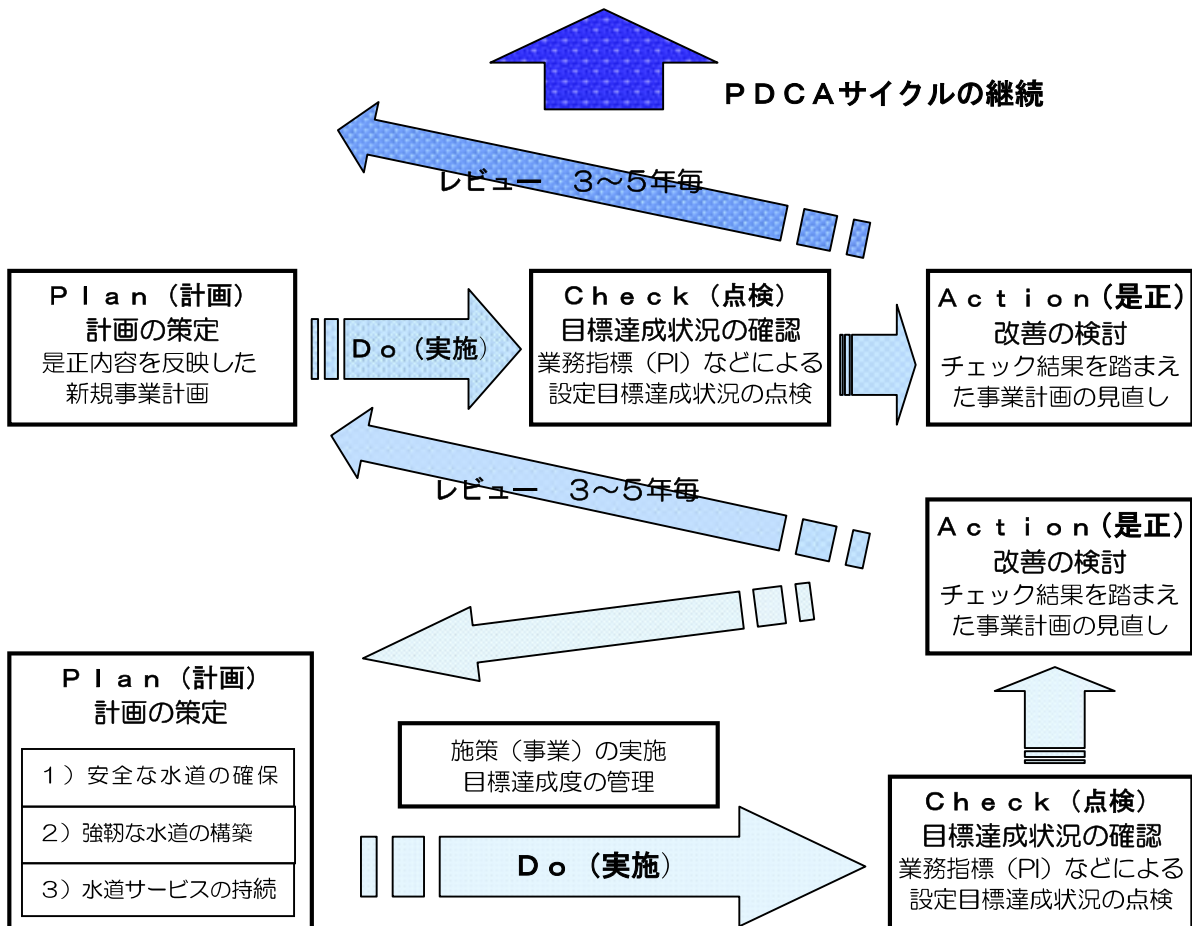 PDCAサイクルの継続
レビュー　3～5年毎
Plan（計画）
計画の策定
是正内容を反映した
新規事業計画
Do（実施）
Check（点検）
目標達成状況の確認
業務指標（PI）などによる
設定目標達成状況の点検
Action（是正）
改善の検討
チェック結果を踏まえ
た事業計画の見直し
レビュー　3～5年毎
Action（是正）
改善の検討
チェック結果を踏まえ
た事業計画の見直し
Plan（計画）
計画の策定
1）安全な水道の確保
2）強靭な水道の構築
3）水道サービスの持続
施策（事業）の実施
目標達成度の管理
Do（実施）
Check（点検）
目標達成状況の確認
業務指標（PI）などによる
設定目標達成状況の点検